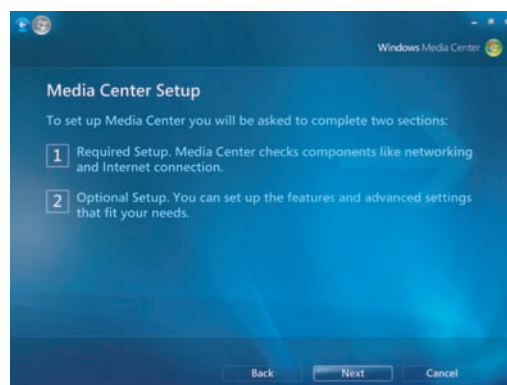 Windows Media Center
Media Center Setup
To set up Media Center you will be asked to complete two sections:
1 Required Setup. Media Center checks components like networking
and Internet connection.
2 Optional Setup. You can set up the features and advanced settings
that fit your needs.
Back Next Cancel